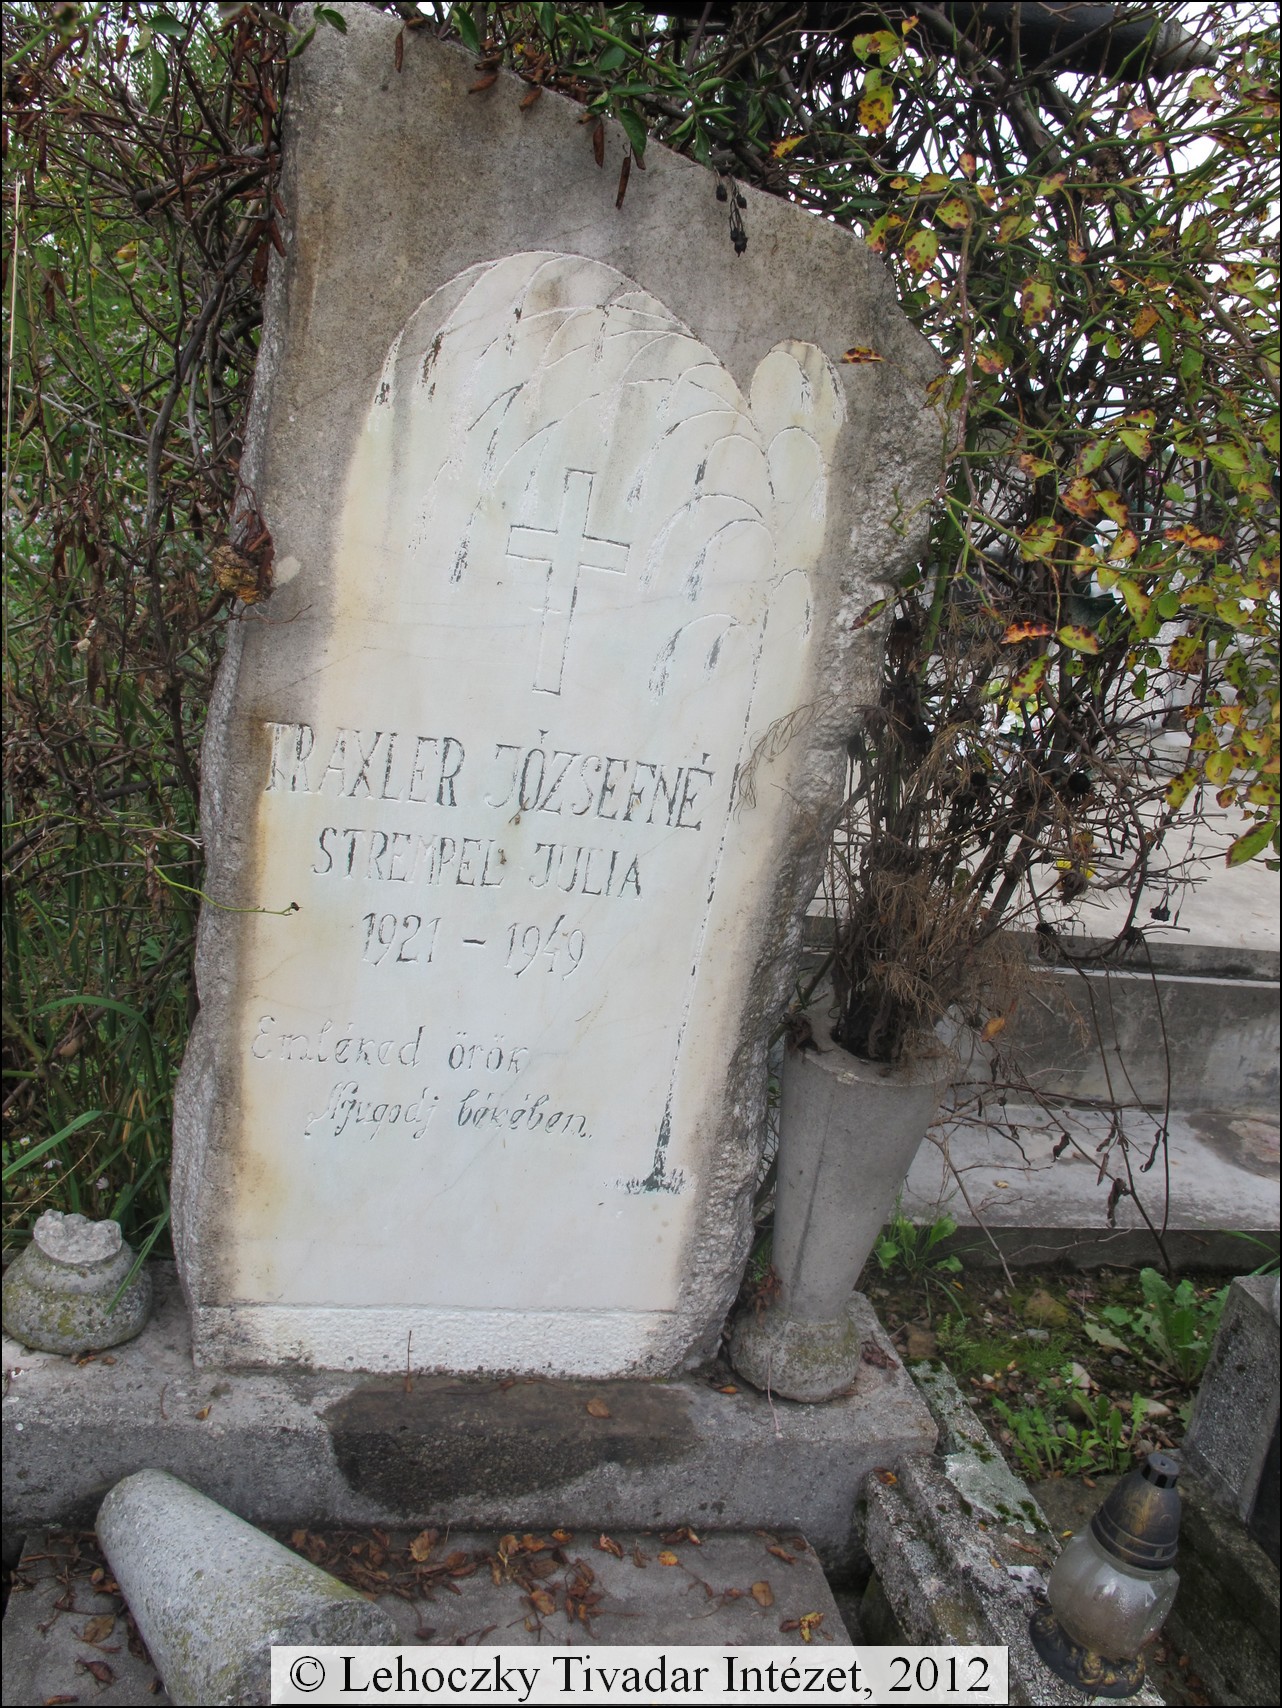 TRAXLER JÓZSEFNÉ
STREMPEL JULIA
1921 - 1949
Emléked örök
Nyugodj békében.
© Lehoczky Tivadar Intézet, 2012